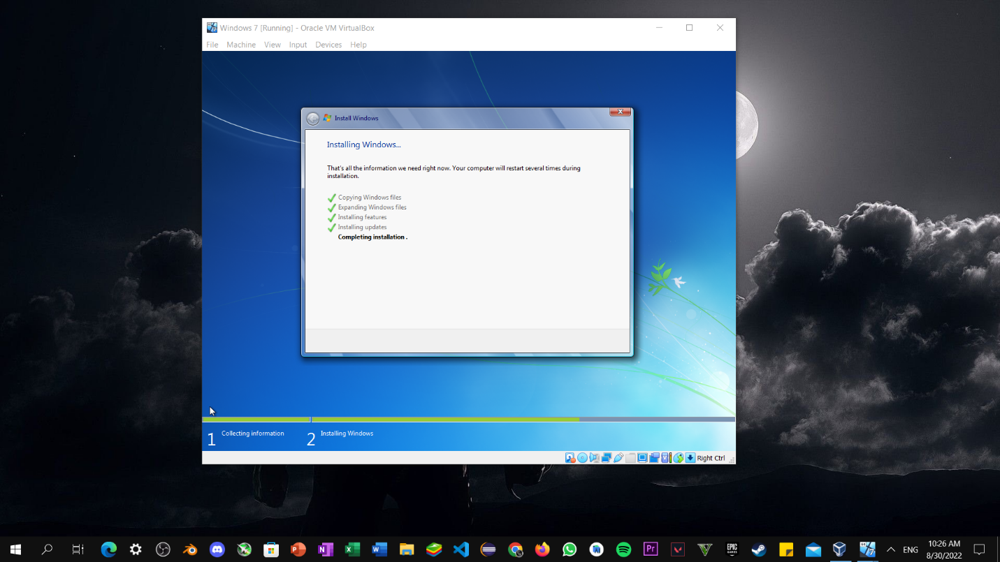 Windows 7 [Running] - Oracle VM VirtualBox
File Machine View Input Devices Help
Install Windows
Installing Windows...
That's all the information we need right now. Your computer will restart several times during
installation.
Copying Windows files
Expanding Windows files
Installing features
Installing updates
Completing installation .
1 Collecting information 2 Installing Windows
Right Ctrl
ENG
10:26 AM
8/30/2022